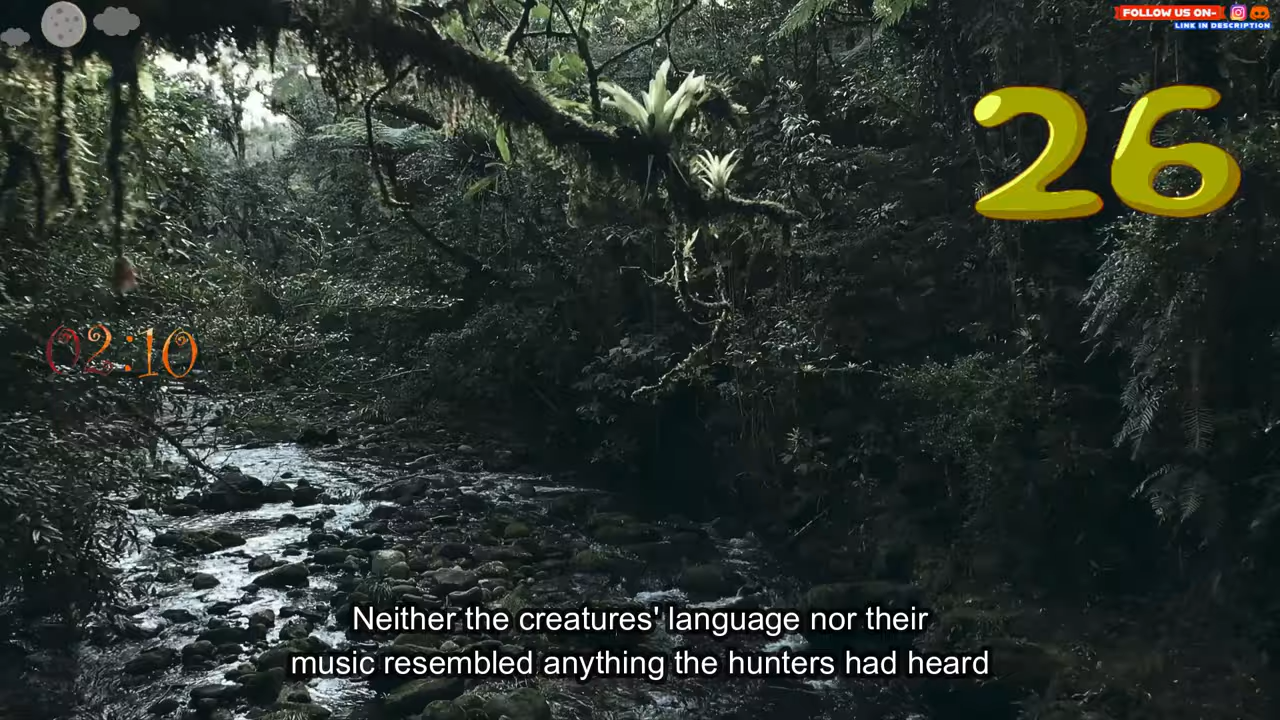 FOLLOW US ON-
LINK IN DESCRIPTION
26
02:10
Neither the creatures' language nor their
music resembled anything the hunters had heard